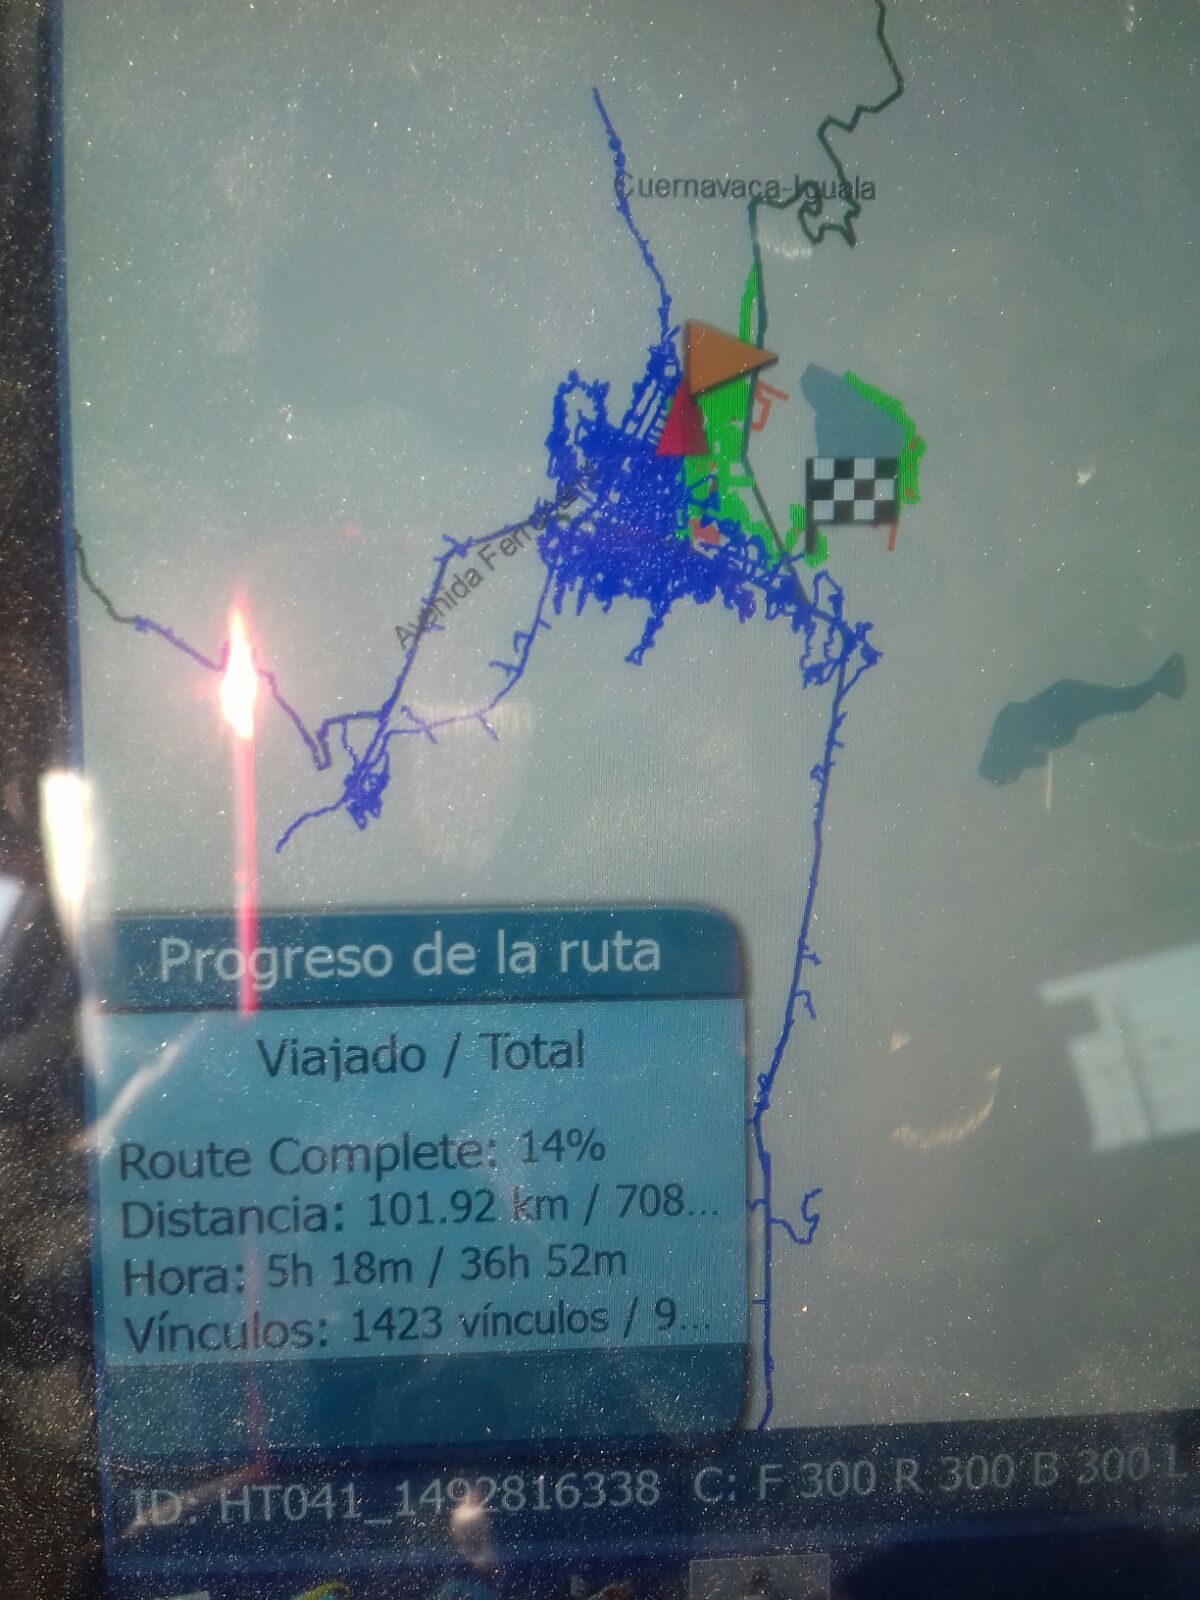 Cuernavaca-Iguala
Avenida
Progreso de la ruta
Viajado / Total
Route Complete: 14%
Distancia: 101.92 km / 708...
Hora: 5h 18m / 36h 52m
Vínculos: 1423 vínculos / 9...
ID: HT041_1492816338 C: F 300 R 300 B 300 L